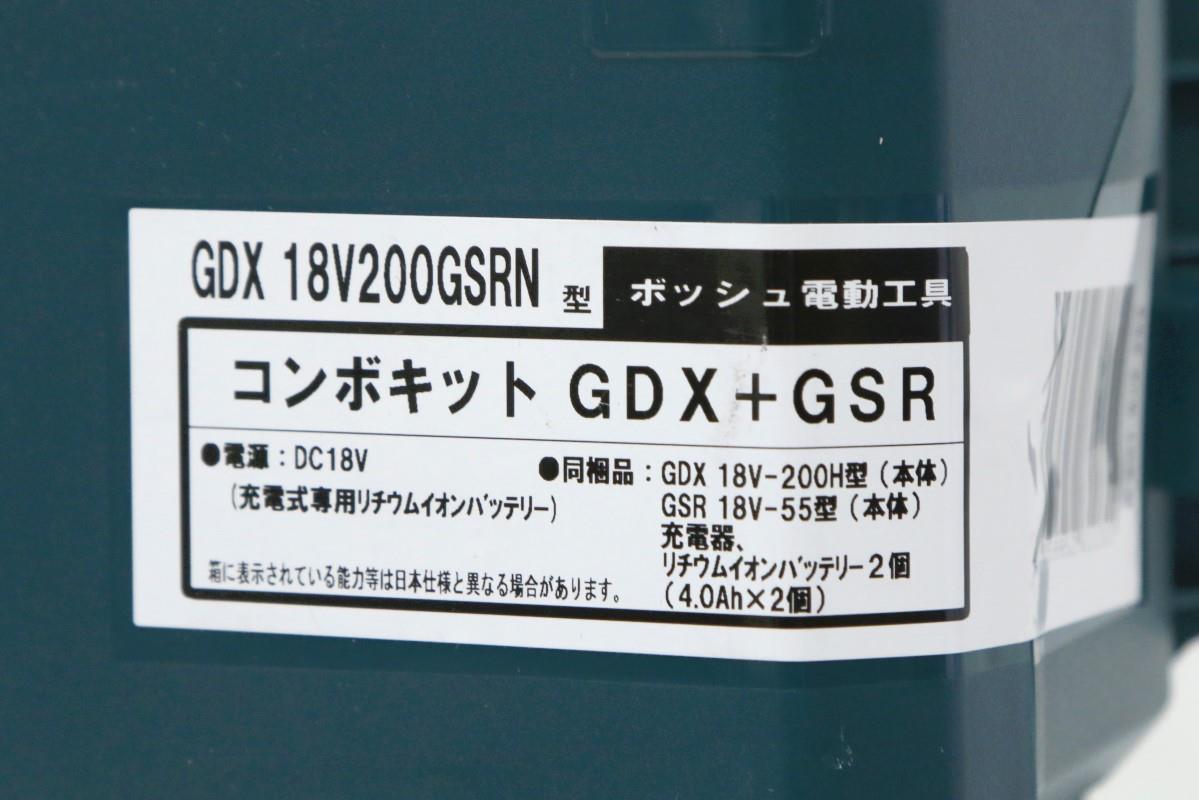 GDX 18V200GSRN 型 ボッシュ電動工具
コンボキット GDX+GSR
●電源:DC18V
(充電式専用リチウムイオンバッテリー)
●同梱品:GDX 18V-200H型(本体)
GSR 18V-55型(本体)
充電器、
リチウムイオンバッテリー2個
(4.0Ah×2個)
箱に表示されている能力等は日本仕様と異なる場合があります。